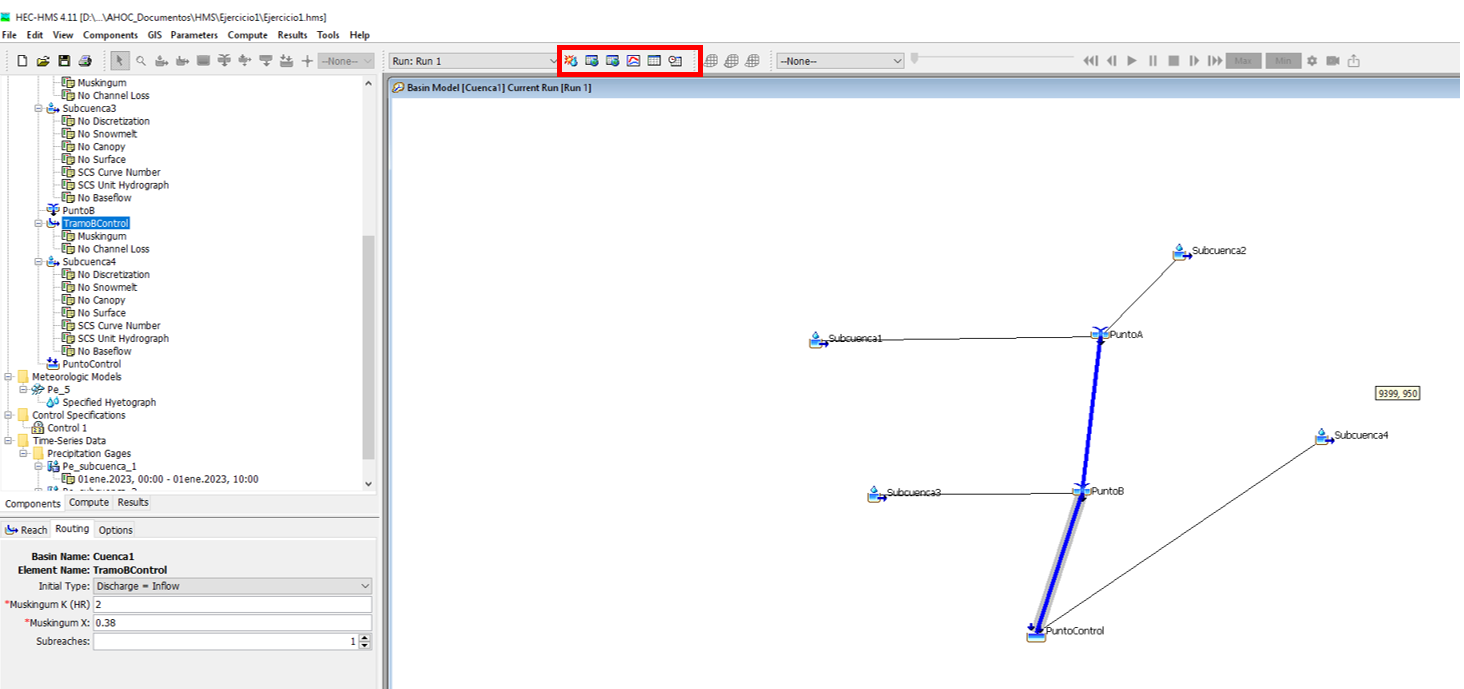 HEC-HMS 4.11 [D:\...\AHOC_Documentos\HMS\Ejercicio1\Ejercicio1.hms]
File Edit View Components GIS Parameters Compute Results Tools Help
--None--
Run: Run 1
--None--
Max
Min
Muskingum
No Channel Loss
Subcuenca3
No Discretization
No Snowmelt
No Canopy
No Surface
SCS Curve Number
SCS Unit Hydrograph
No Baseflow
PuntoB
TramoBControl
Muskingum
No Channel Loss
Subcuenca4
No Discretization
No Snowmelt
No Canopy
No Surface
SCS Curve Number
SCS Unit Hydrograph
No Baseflow
PuntoControl
Meteorologic Models
Pe_5
Specified Hyetograph
Control Specifications
Control 1
Time-Series Data
Precipitation Gages
Pe_subcuenca_1
01ene.2023, 00:00 - 01ene.2023, 10:00
Components Compute Results
Reach Routing Options
Basin Name: Cuenca1
Element Name: TramoBControl
Initial Type: Discharge = Inflow
*Muskingum K (HR) 2
*Muskingum X: 0.38
Subreaches: 1
Basin Model [Cuenca1] Current Run [Run 1]
Subcuenca2
Subcuenca1
PuntoA
9399, 950
Subcuenca4
Subcuenca3
PuntoB
PuntoControl